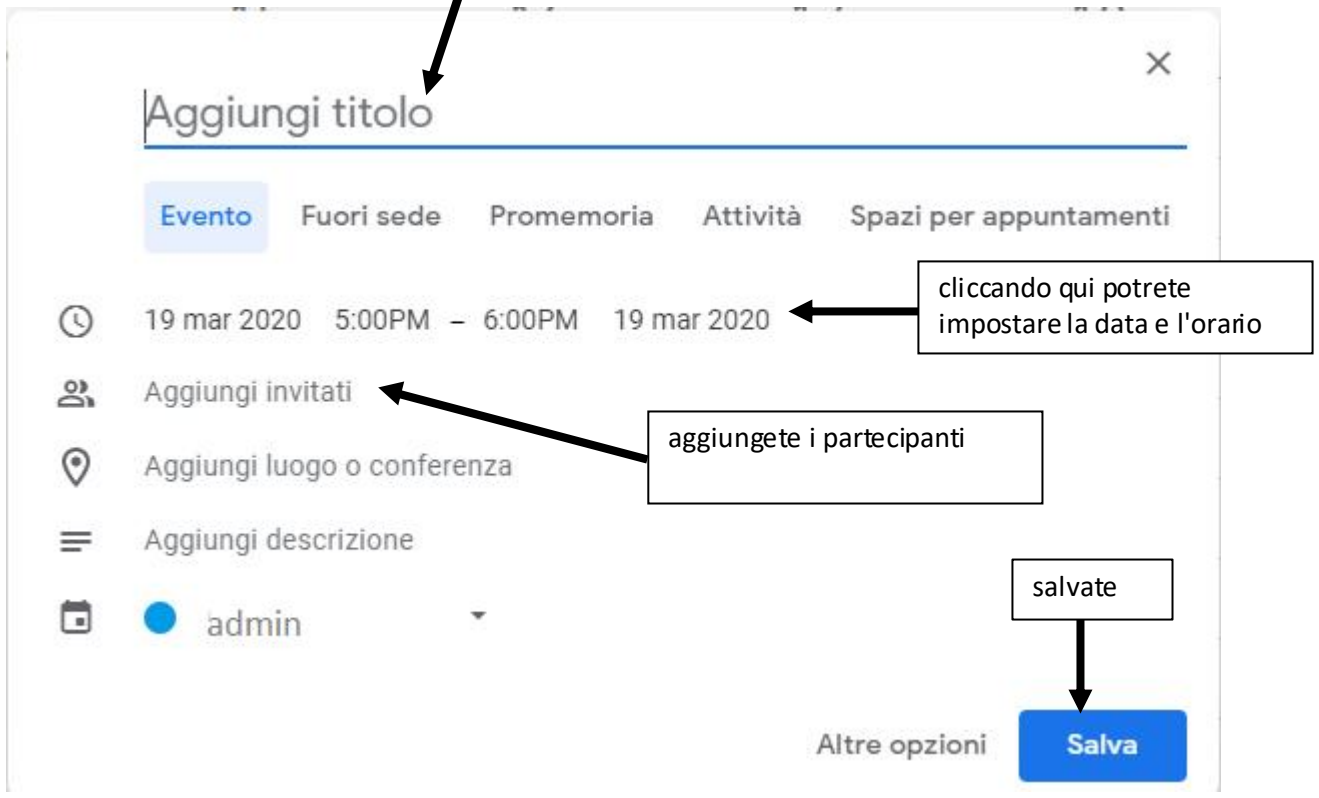 Aggiungi titolo
Evento Fuori sede Promemoria Attività Spazi per appuntamenti
cliccando qui potrete
impostare la data e l'orario
19 mar 2020 5:00PM – 6:00PM 19 mar 2020
Aggiungi invitati
aggiungete i partecipanti
Aggiungi luogo o conferenza
Aggiungi descrizione
salvate
admin
Altre opzioni Salva